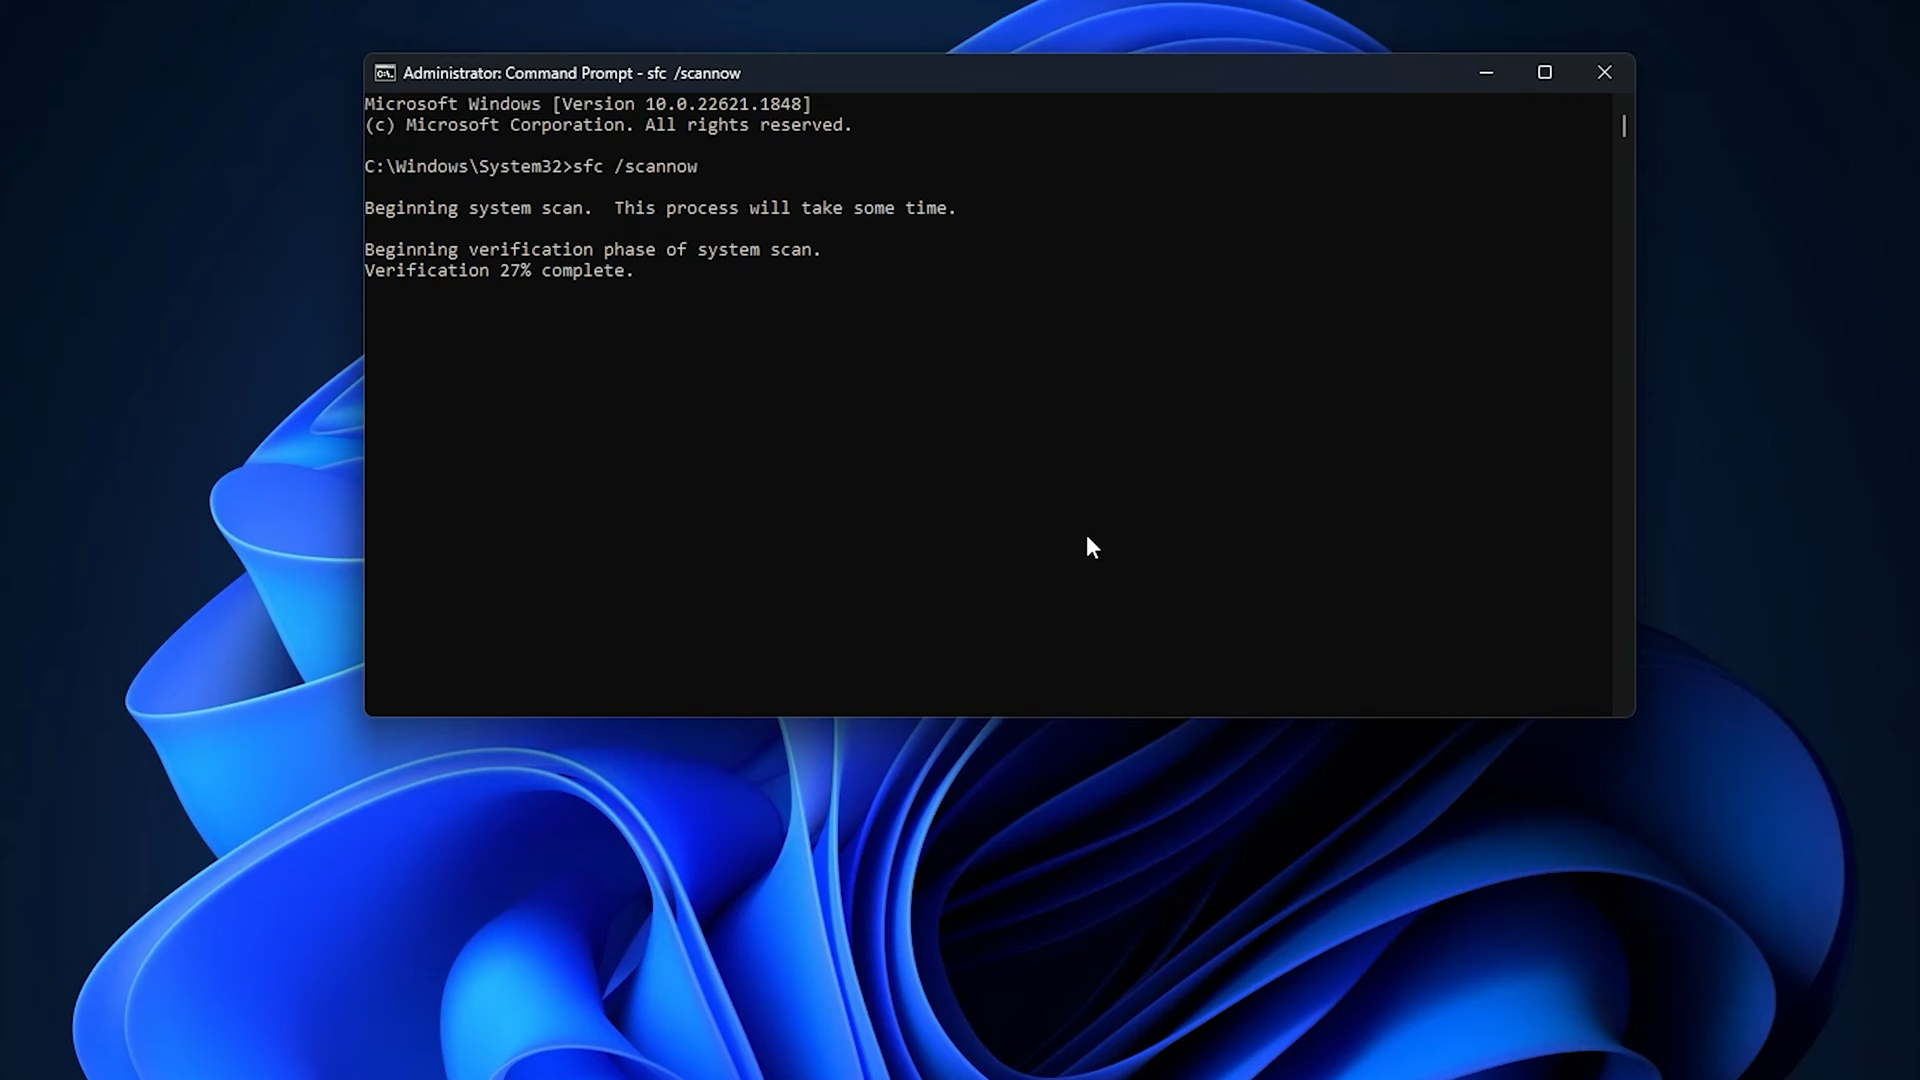 Administrator: Command Prompt - sfc  /scannow
Microsoft Windows [Version 10.0.22621.1848]
(c) Microsoft Corporation. All rights reserved.
C:\Windows\System32>sfc /scannow
Beginning system scan.  This process will take some time.
Beginning verification phase of system scan.
Verification 27% complete.